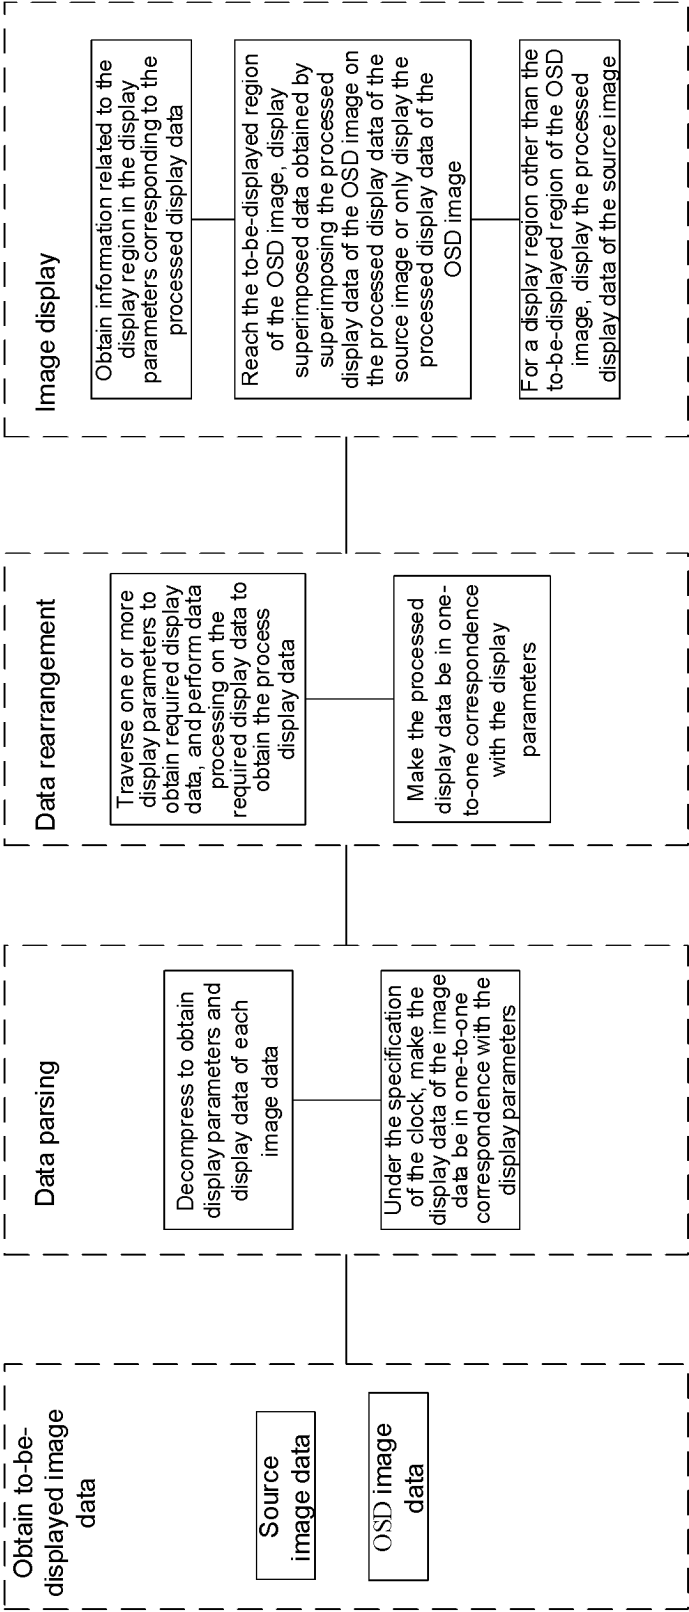 Obtain to-be-
displayed image
data
Source
image data
OSD image
data
Data parsing
Decompress to obtain
display parameters and
display data of each
image data
Under the specification
of the clock, make the
display data of the image
data be in one-to-one
correspondence with the
display parameters
Data rearrangement
Traverse one or more
display parameters to
obtain required display
data, and perform data
processing on the
required display data to
obtain the process
display data
Make the processed
display data be in one-
to-one correspondence
with the display
parameters
Image display
Obtain information related to the
display region in the display
parameters corresponding to the
processed display data
Reach the to-be-displayed region
of the OSD image, display
superimposed data obtained by
superimposing the processed
display data of the OSD image on
the processed display data of the
source image or only display the
processed display data of the
OSD image
For a display region other than the
to-be-displayed region of the OSD
image, display the processed
display data of the source image